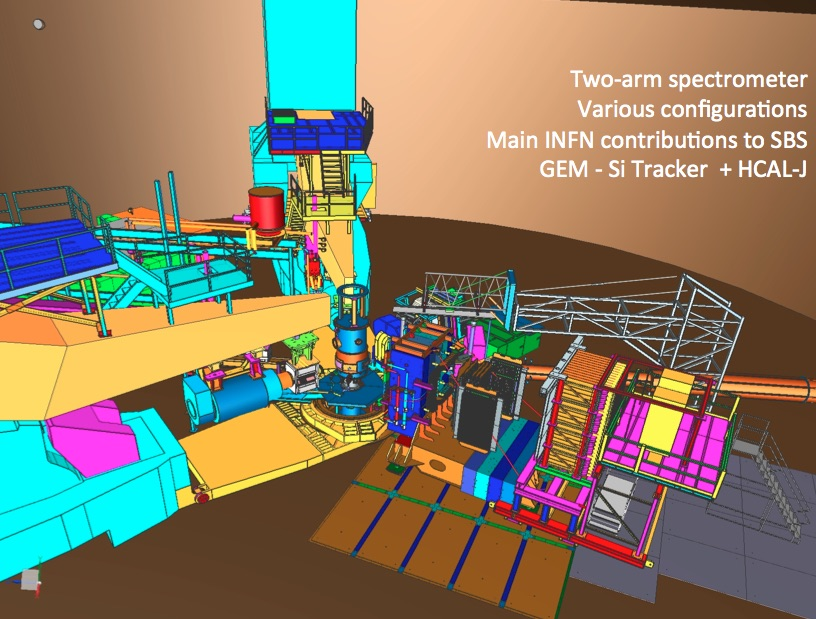 Two-arm spectrometer
Various configurations
Main INFN contributions to SBS
GEM - Si Tracker + HCAL-J